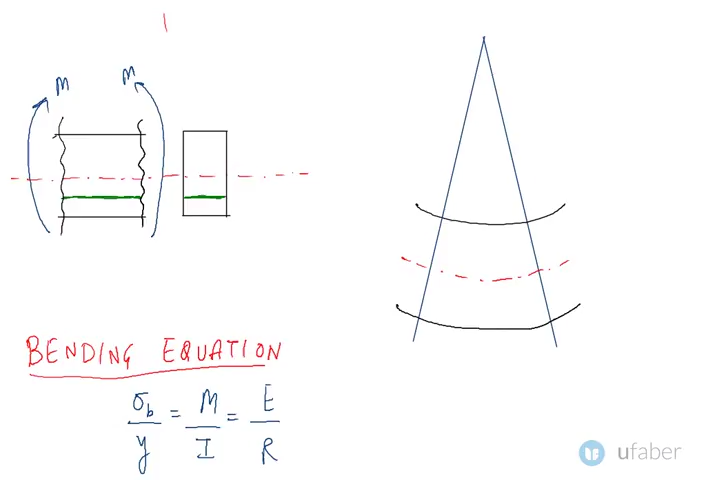 M M
BENDING EQUATION
σb/y = M/I = E/R
ufaber